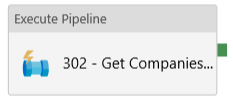 Execute Pipeline
302 - Get Companies...